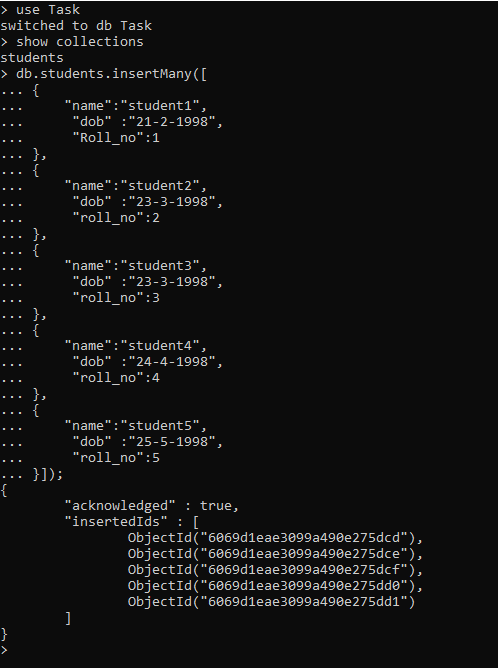 > use Task
switched to db Task
> show collections
students
> db.students.insertMany([
... {
...     "name":"student1",
...      "dob" :"21-2-1998",
...      "Roll_no":1
... },
... {
...     "name":"student2",
...      "dob" :"23-3-1998",
...      "roll_no":2
... },
... {
...     "name":"student3",
...      "dob" :"23-3-1998",
...      "roll_no":3
... },
... {
...     "name":"student4",
...      "dob" :"24-4-1998",
...      "roll_no":4
... },
... {
...     "name":"student5",
...      "dob" :"25-5-1998",
...      "roll_no":5
... }]);
{
        "acknowledged" : true,
        "insertedIds" : [
                ObjectId("6069d1eae3099a490e275dcd"),
                ObjectId("6069d1eae3099a490e275dce"),
                ObjectId("6069d1eae3099a490e275dcf"),
                ObjectId("6069d1eae3099a490e275dd0"),
                ObjectId("6069d1eae3099a490e275dd1")
        ]
}
>